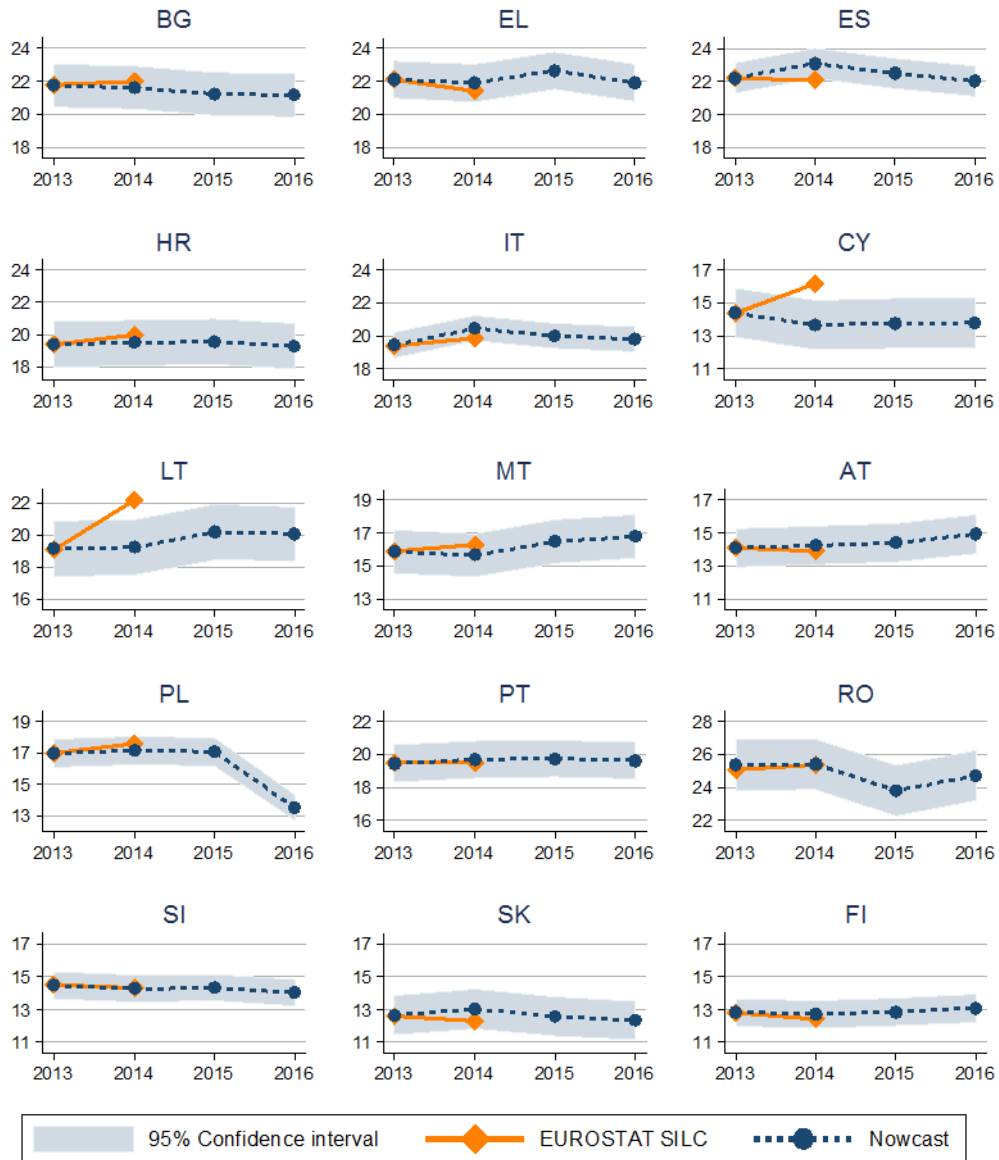 BG EL ES
24 24 24
22 22 22
20 20 20
18 18 18
2013 2014 2015 2016 2013 2014 2015 2016 2013 2014 2015 2016
HR IT CY
24 24 17
22 22 15
20 20 13
18 18 11
2013 2014 2015 2016 2013 2014 2015 2016 2013 2014 2015 2016
LT MT AT
22 19 17
20 17 15
18 15 13
16 13 11
2013 2014 2015 2016 2013 2014 2015 2016 2013 2014 2015 2016
PL PT RO
19 22 28
17 20 26
15 18 24
13 16 22
2013 2014 2015 2016 2013 2014 2015 2016 2013 2014 2015 2016
SI SK FI
17 17 17
15 15 15
13 13 13
11 11 11
2013 2014 2015 2016 2013 2014 2015 2016 2013 2014 2015 2016
95% Confidence interval EUROSTAT SILC Nowcast